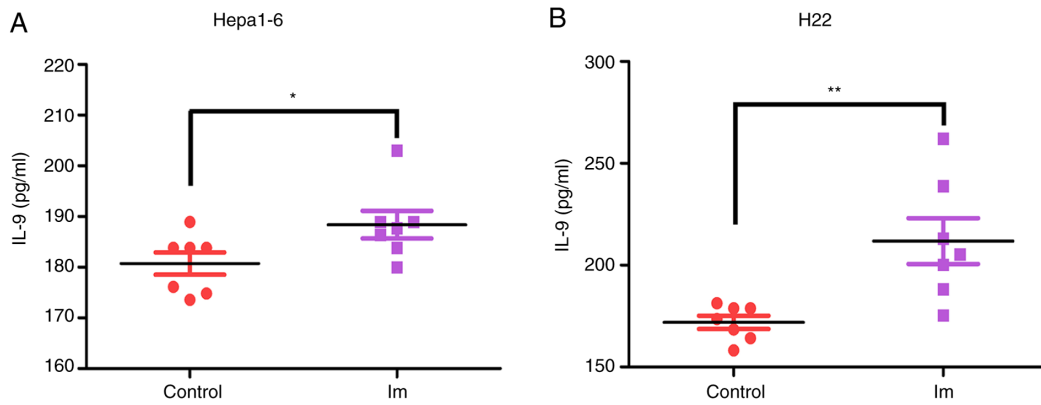 A
Hepa1-6
IL-9 (pg/ml)
220
210
200
190
180
170
160
*
Control
Im
B
H22
IL-9 (pg/ml)
300
250
200
150
**
Control
Im